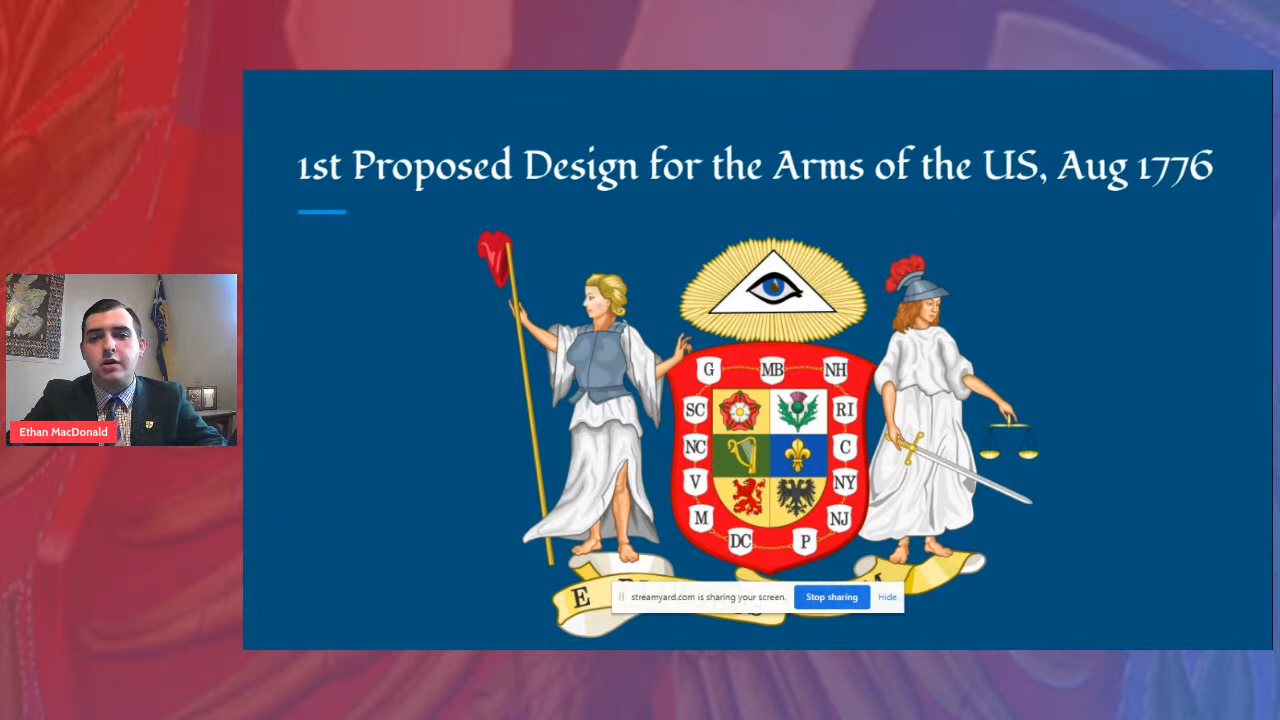 1st Proposed Design for the Arms of the US, Aug 1776
G
MB
NH
SC
RI
NC
C
V
NY
M
NJ
DC
P
E
streamyard.com is sharing your screen.
Stop sharing
Hide
Ethan MacDonald